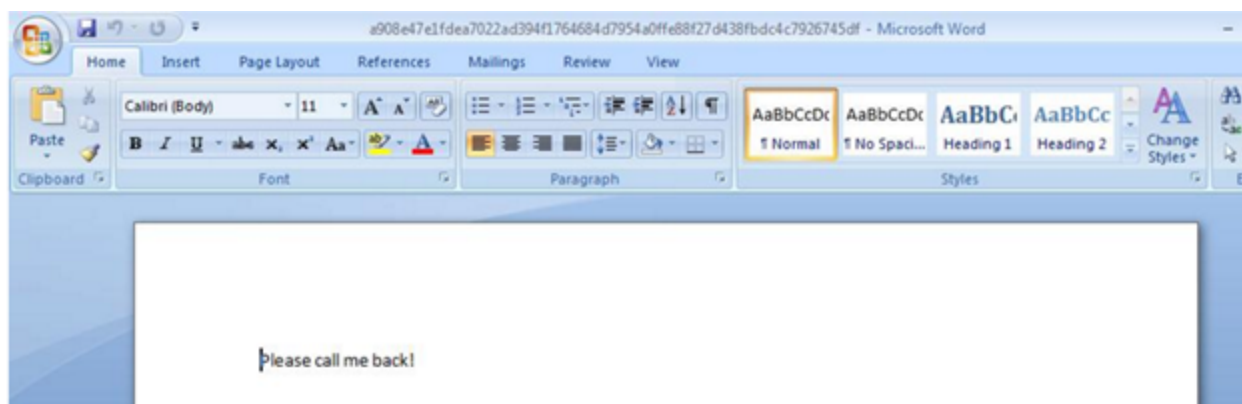 a908e47e1fdea7022ad394f1764684d7954a0ffe88f27d438fbdc4c7926745df - Microsoft Word
Home Insert Page Layout References Mailings Review View
Calibri (Body) 11
AaBbCcDc AaBbCcDc AaBbC AaBbCc
Paste
¶ Normal ¶ No Spaci... Heading 1 Heading 2 Change Styles
Clipboard Font Paragraph Styles
Please call me back!